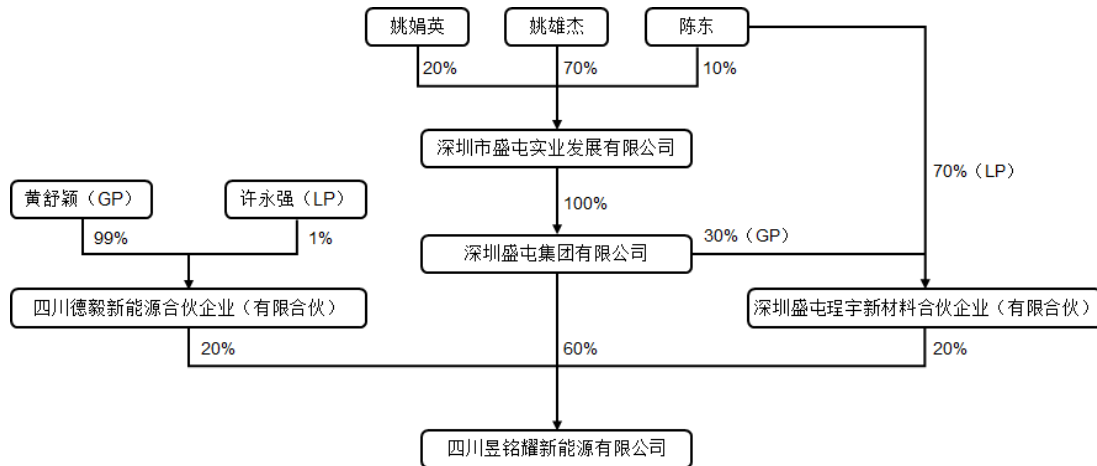 姚娟英
姚雄杰
陈东
20%
70%
10%
深圳市盛屯实业发展有限公司
70%（LP）
黄舒颖（GP）
许永强（LP）
100%
99%
1%
深圳盛屯集团有限公司
30%（GP）
四川德毅新能源合伙企业（有限合伙）
深圳盛屯珵宇新材料合伙企业（有限合伙）
20%
60%
20%
四川昱铭耀新能源有限公司